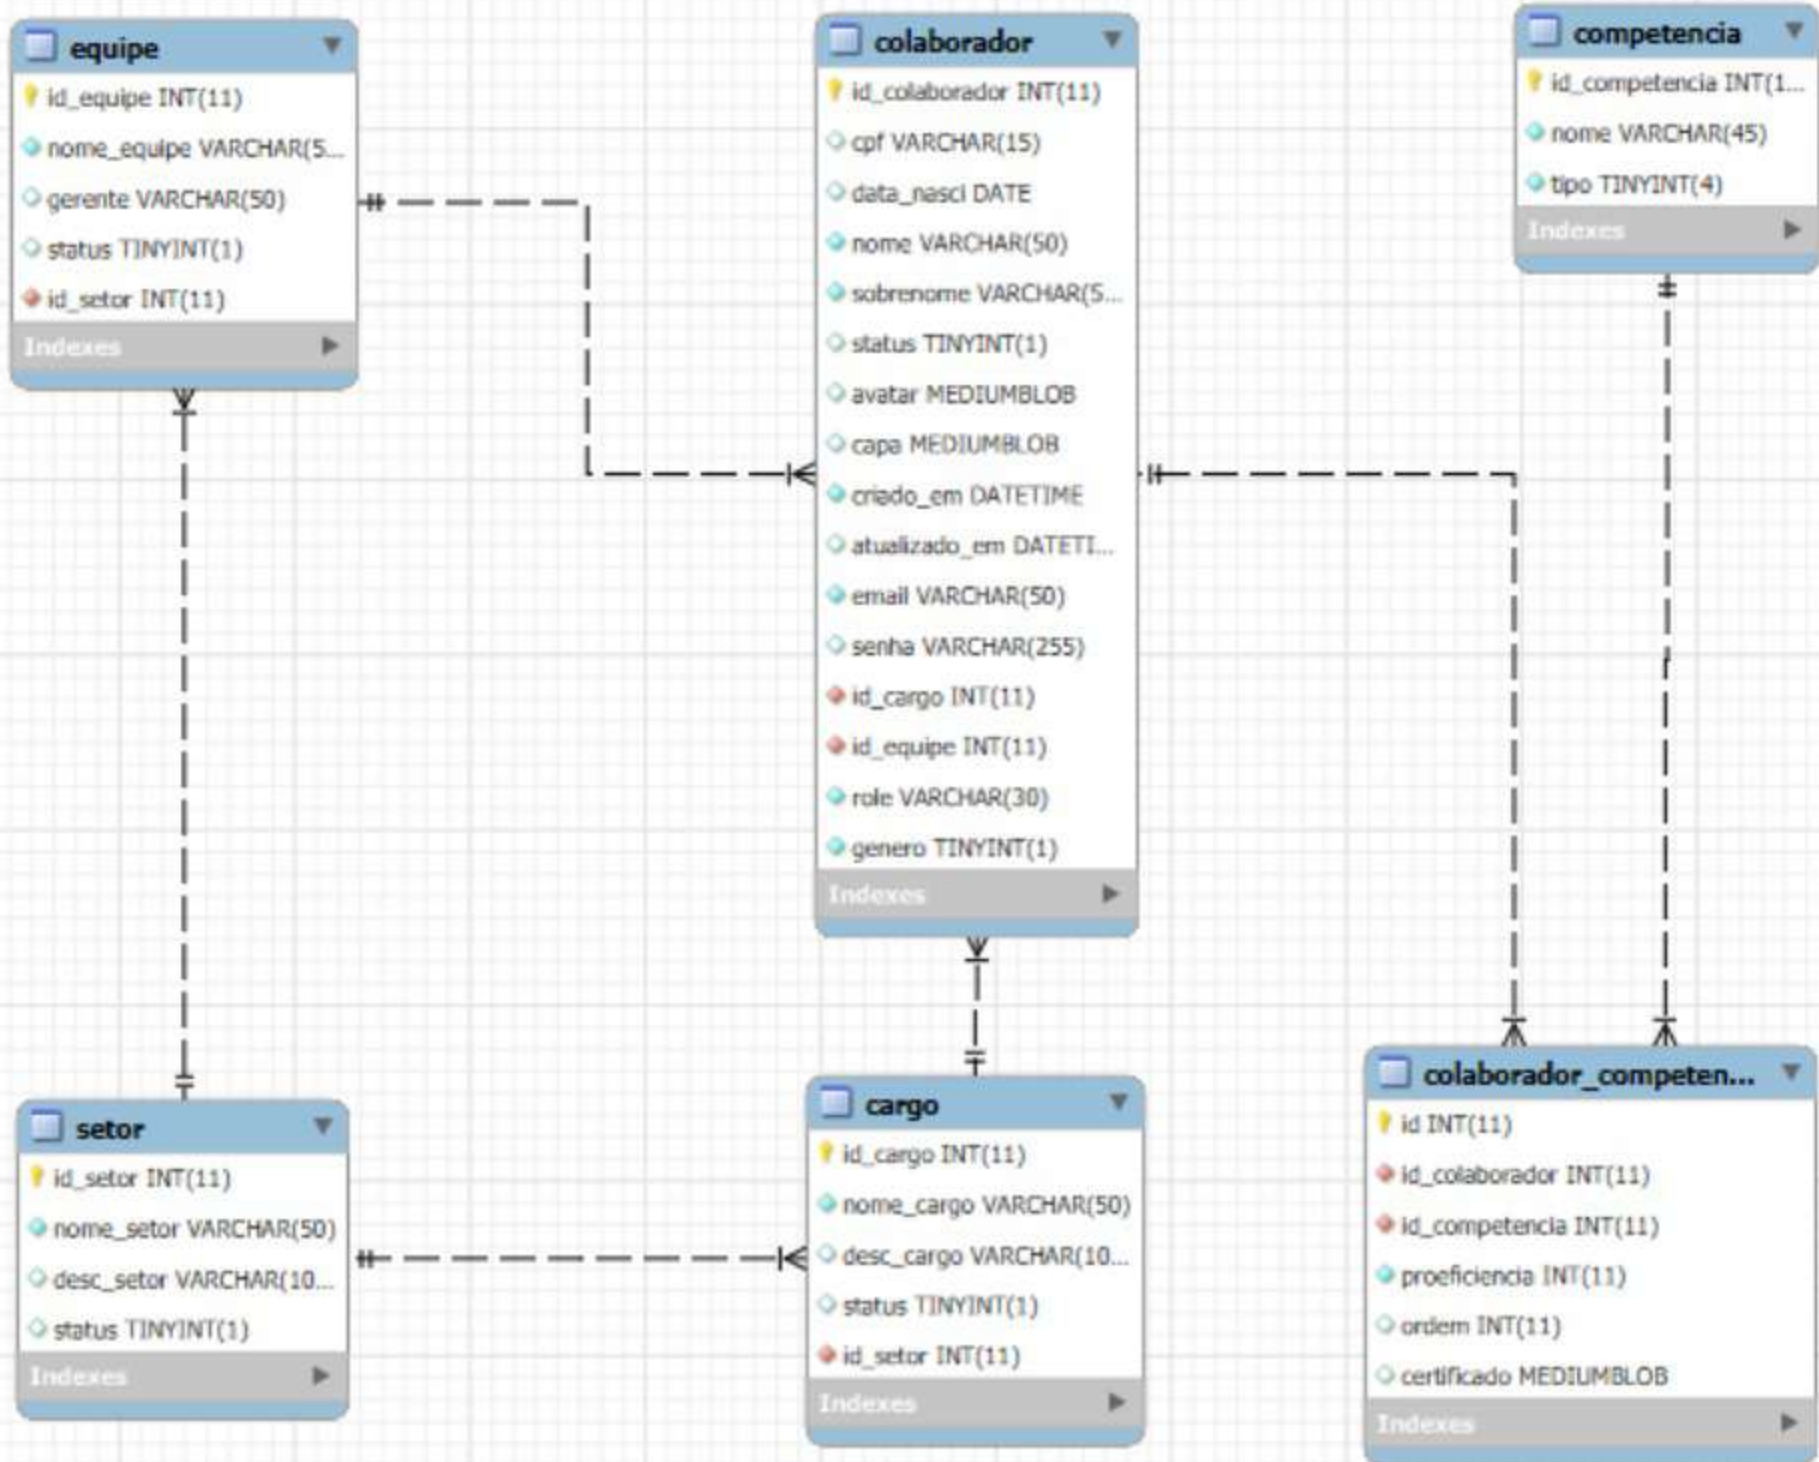 equipe
id_equipe INT(11)
nome_equipe VARCHAR(5...
gerente VARCHAR(50)
status TINYINT(1)
id_setor INT(11)
Indexes
colaborador
id_colaborador INT(11)
cpf VARCHAR(15)
data_nasci DATE
nome VARCHAR(50)
sobrenome VARCHAR(5...
status TINYINT(1)
avatar MEDIUMBLOB
capa MEDIUMBLOB
criado_em DATETIME
atualizado_em DATETI...
email VARCHAR(50)
senha VARCHAR(255)
id_cargo INT(11)
id_equipe INT(11)
role VARCHAR(30)
genero TINYINT(1)
Indexes
competencia
id_competencia INT(1...
nome VARCHAR(45)
tipo TINYINT(4)
Indexes
setor
id_setor INT(11)
nome_setor VARCHAR(50)
desc_setor VARCHAR(10...
status TINYINT(1)
Indexes
cargo
id_cargo INT(11)
nome_cargo VARCHAR(50)
desc_cargo VARCHAR(10...
status TINYINT(1)
id_setor INT(11)
Indexes
colaborador_competen...
id INT(11)
id_colaborador INT(11)
id_competencia INT(11)
proeficiencia INT(11)
ordem INT(11)
certificado MEDIUMBLOB
Indexes